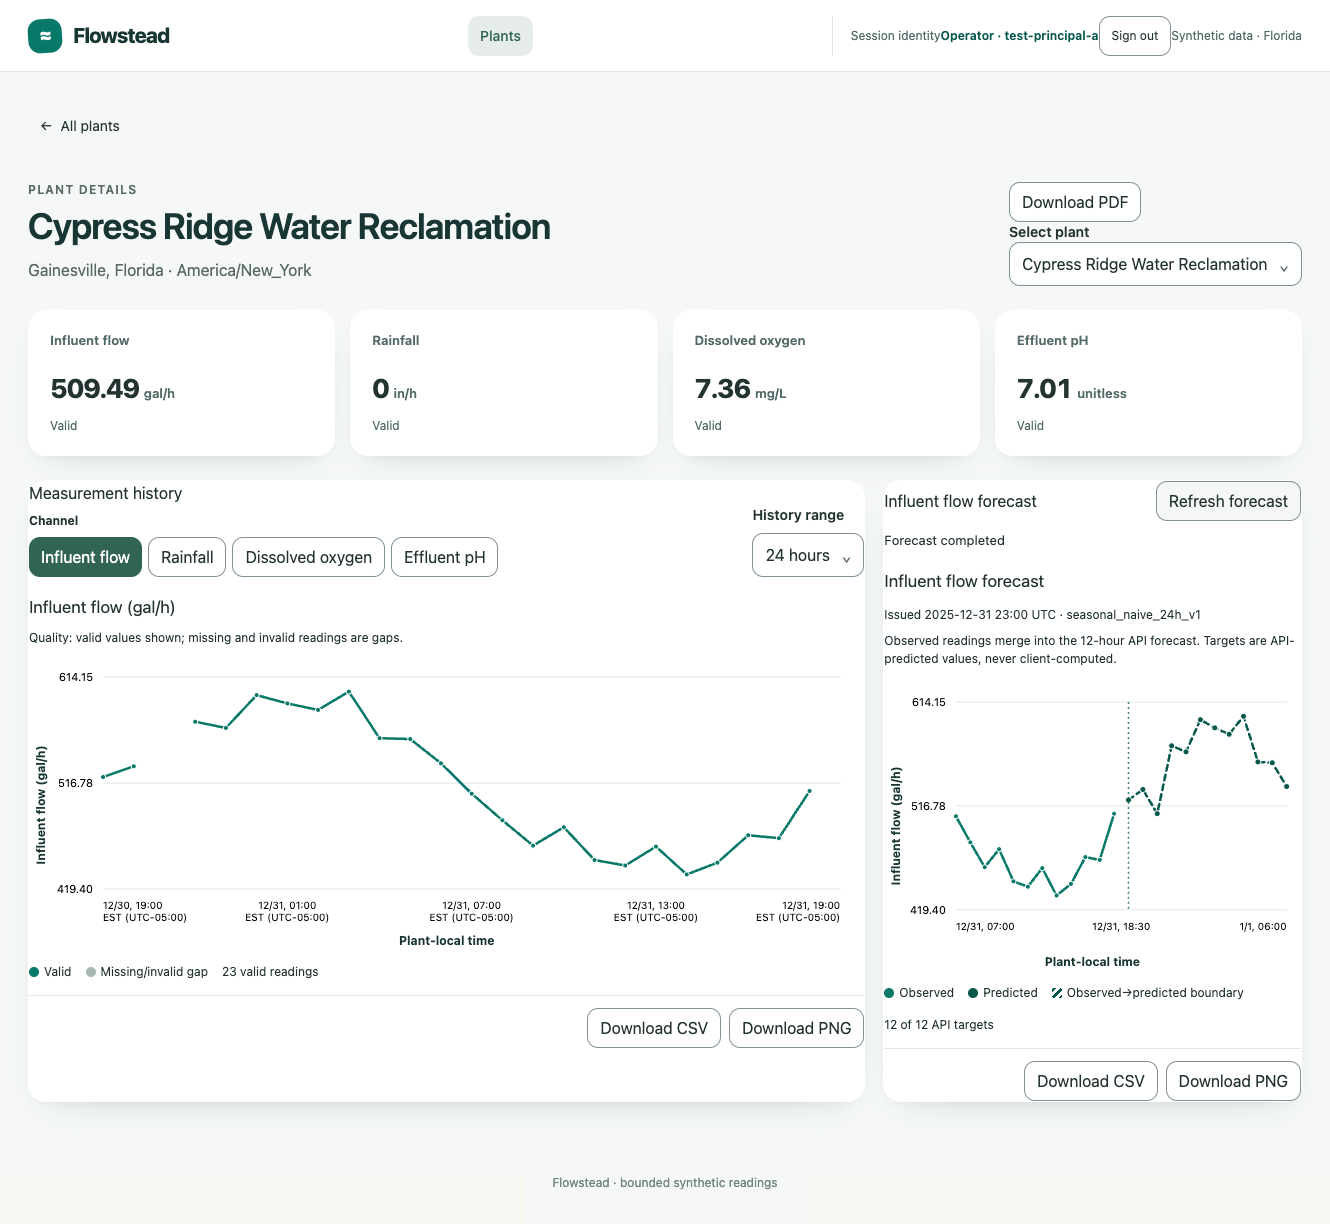 Flowstead
Plants
Session identity Operator · test-principal-a
Sign out
Synthetic data · Florida
← All plants
PLANT DETAILS
Cypress Ridge Water Reclamation
Gainesville, Florida · America/New_York
Download PDF
Select plant
Cypress Ridge Water Reclamation
Influent flow
509.49 gal/h
Valid
Rainfall
0 in/h
Valid
Dissolved oxygen
7.36 mg/L
Valid
Effluent pH
7.01 unitless
Valid
Measurement history
Channel
Influent flow
Rainfall
Dissolved oxygen
Effluent pH
History range
24 hours
Influent flow (gal/h)
Quality: valid values shown; missing and invalid readings are gaps.
614.15
516.78
419.40
Influent flow (gal/h)
12/30, 19:00
EST (UTC-05:00)
12/31, 01:00
EST (UTC-05:00)
12/31, 07:00
EST (UTC-05:00)
12/31, 13:00
EST (UTC-05:00)
12/31, 19:00
EST (UTC-05:00)
Plant-local time
Valid
Missing/invalid gap
23 valid readings
Download CSV
Download PNG
Influent flow forecast
Refresh forecast
Forecast completed
Influent flow forecast
Issued 2025-12-31 23:00 UTC · seasonal_naive_24h_v1
Observed readings merge into the 12-hour API forecast. Targets are API-
predicted values, never client-computed.
614.15
516.78
419.40
Influent flow (gal/h)
12/31, 07:00
12/31, 18:30
1/1, 06:00
Plant-local time
Observed
Predicted
Observed→predicted boundary
12 of 12 API targets
Download CSV
Download PNG
Flowstead · bounded synthetic readings